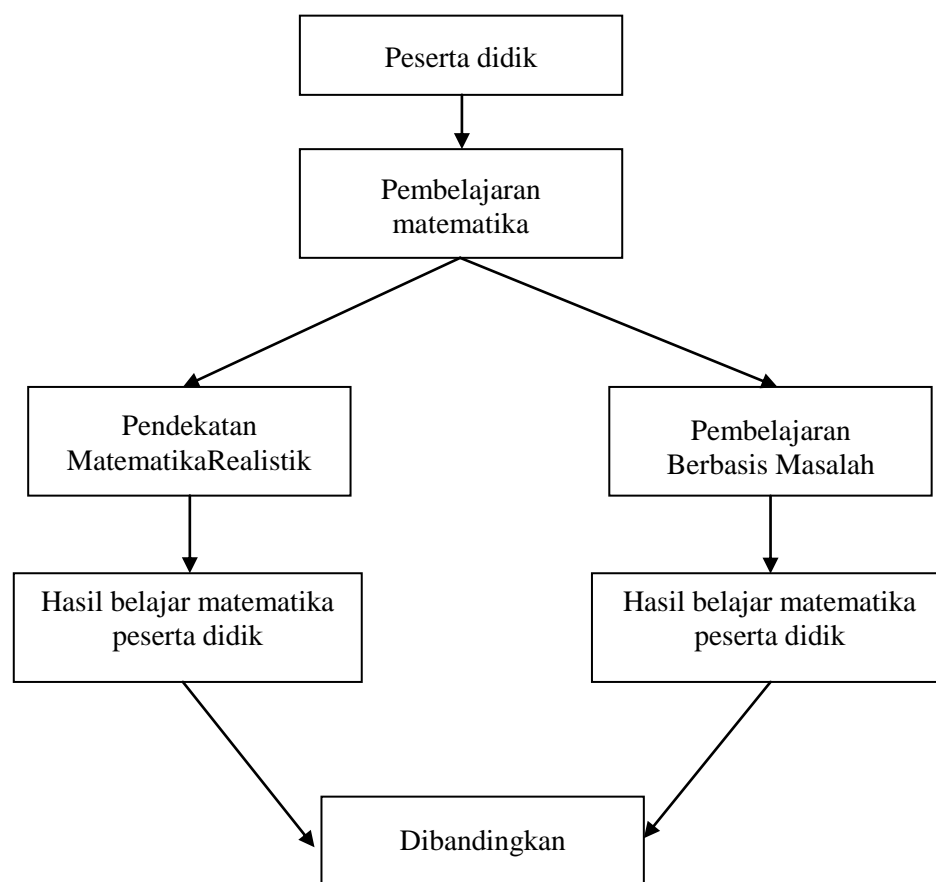 Peserta didik
Pembelajaran
matematika
Pendekatan
MatematikaRealistik
Pembelajaran
Berbasis Masalah
Hasil belajar matematika
peserta didik
Hasil belajar matematika
peserta didik
Dibandingkan